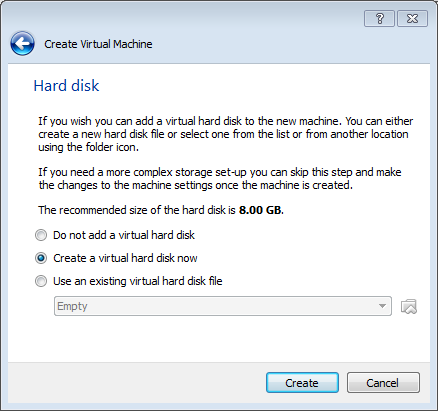 Create Virtual Machine
Hard disk
If you wish you can add a virtual hard disk to the new machine. You can either
create a new hard disk file or select one from the list or from another location
using the folder icon.
If you need a more complex storage set-up you can skip this step and make
the changes to the machine settings once the machine is created.
The recommended size of the hard disk is 8.00 GB.
Do not add a virtual hard disk
Create a virtual hard disk now
Use an existing virtual hard disk file
Empty
Create
Cancel